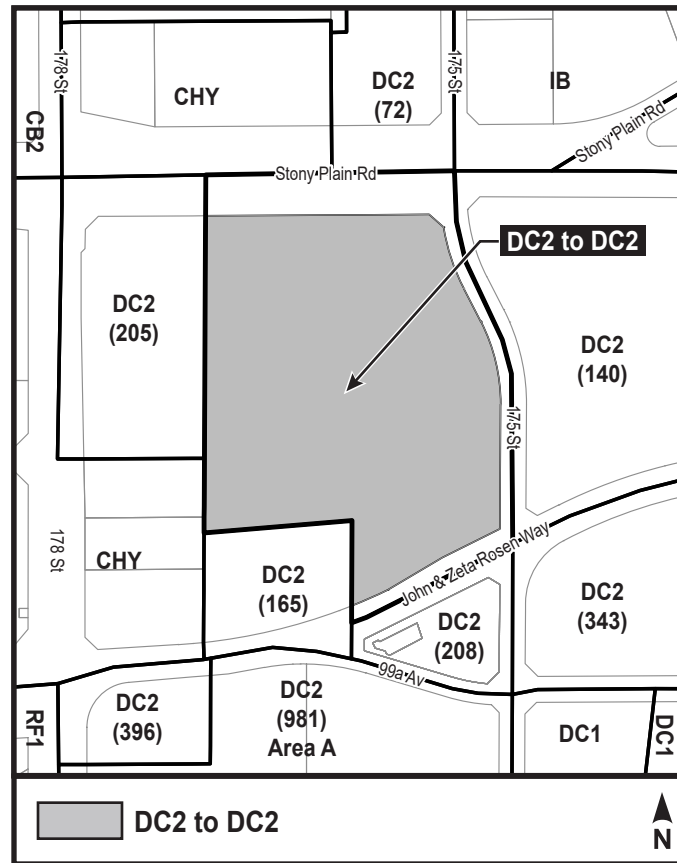 178 St
CHY
DC2
(72)
175 St
IB
CB2
Stony Plain Rd
Stony Plain Rd
DC2 to DC2
DC2
(205)
DC2
(140)
175 St
178 St
CHY
DC2
(165)
John & Zeta Rosen Way
DC2
(208)
DC2
(343)
99a Av
RF1
DC2
(396)
DC2
(981)
Area A
DC1
DC1
DC2 to DC2
N